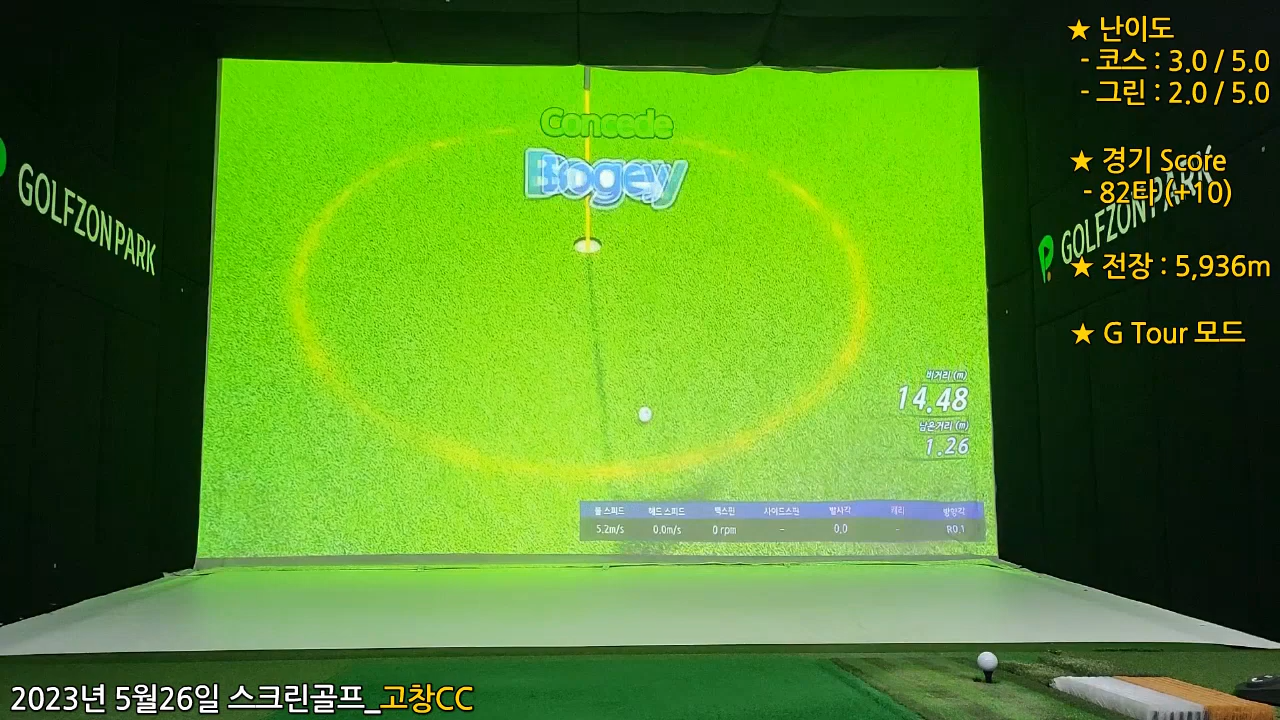 ★ 난이도
- 코스 : 3.0 / 5.0
- 그린 : 2.0 / 5.0
★ 경기 Score
- 82타 (+10)
★ 전장 : 5,936m
★ G Tour 모드
GOLFZON PARK
GOLFZON PARK
Concede
Bogey
비거리 (m)
14.48
남은거리 (m)
1.26
볼 스피드 헤드 스피드 백스핀 사이드스핀 발사각 캐리 방향각
5.2m/s 0.0m/s 0 rpm - 0.0 - R0.1
2023년 5월26일 스크린골프_고창CC